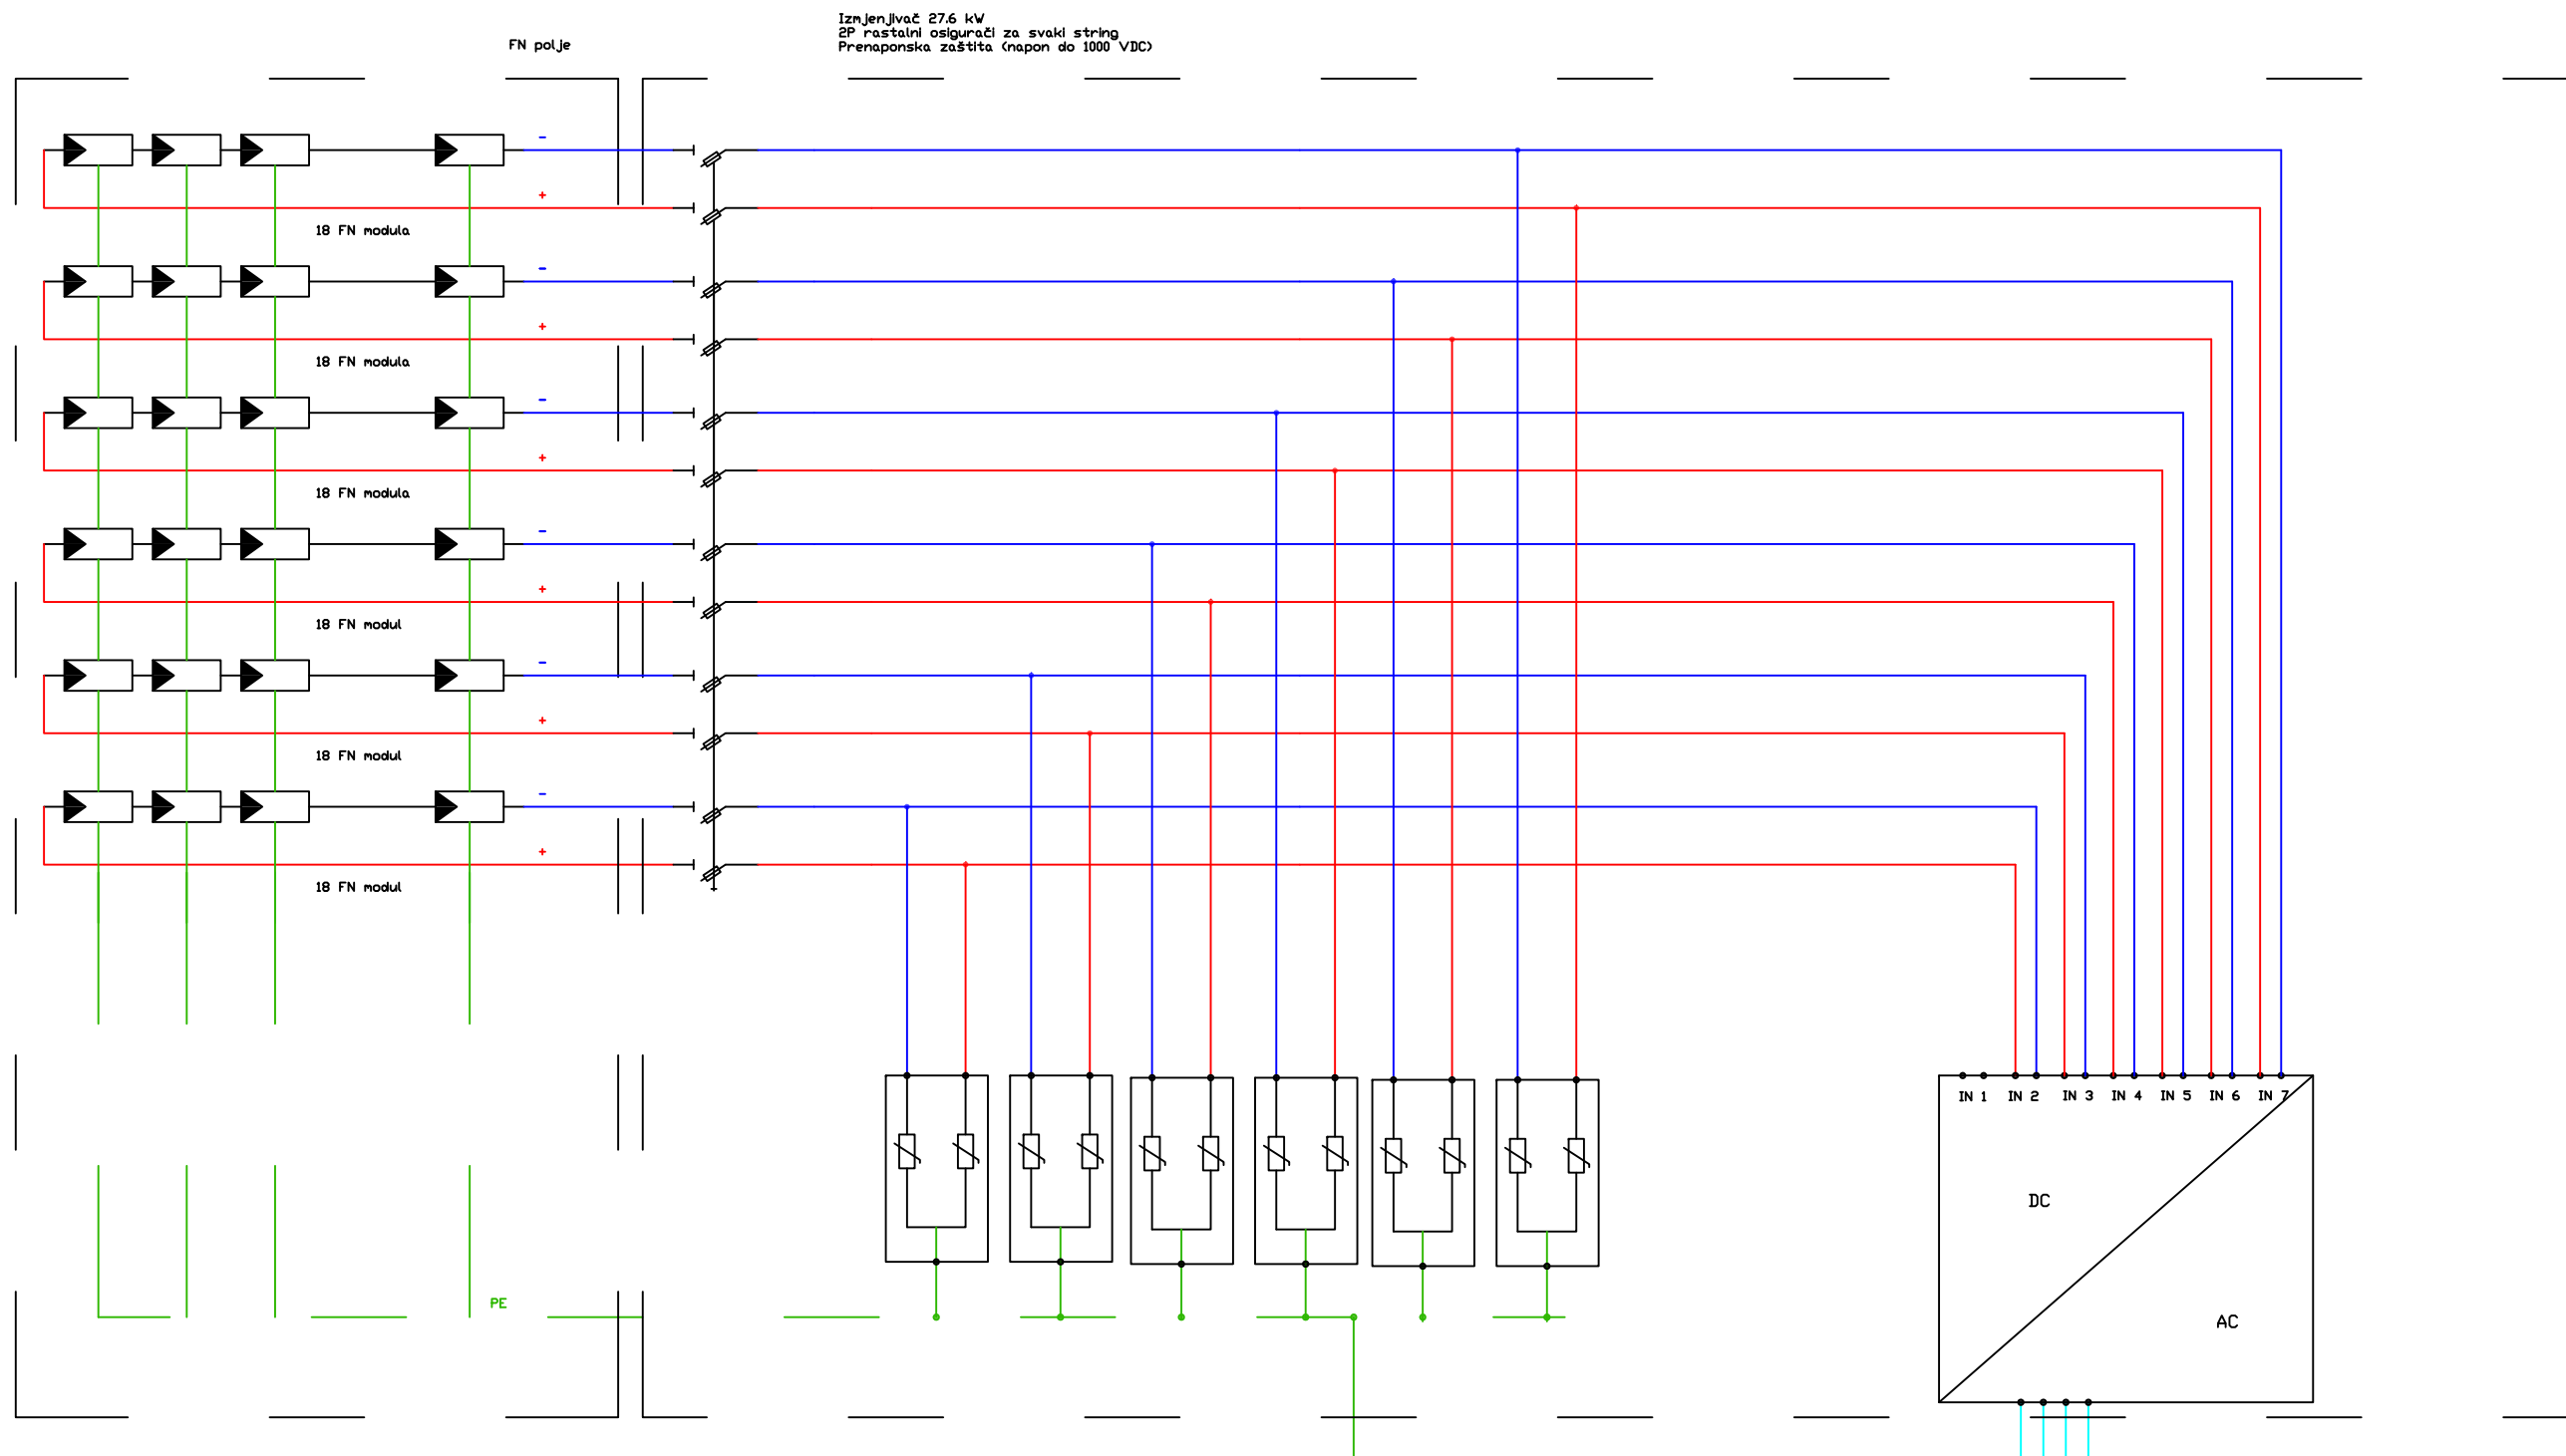 Izmjenjivač 27.6 kW
2P rastalni osigurači za svaki string
Prenaponska zaštita (napon do 1000 VDC)
FN polje
-
+
18 FN modula
-
+
18 FN modula
-
+
18 FN modula
-
+
18 FN modul
-
+
18 FN modul
-
+
18 FN modul
IN 1 IN 2 IN 3 IN 4 IN 5 IN 6 IN 7
DC
PE
AC